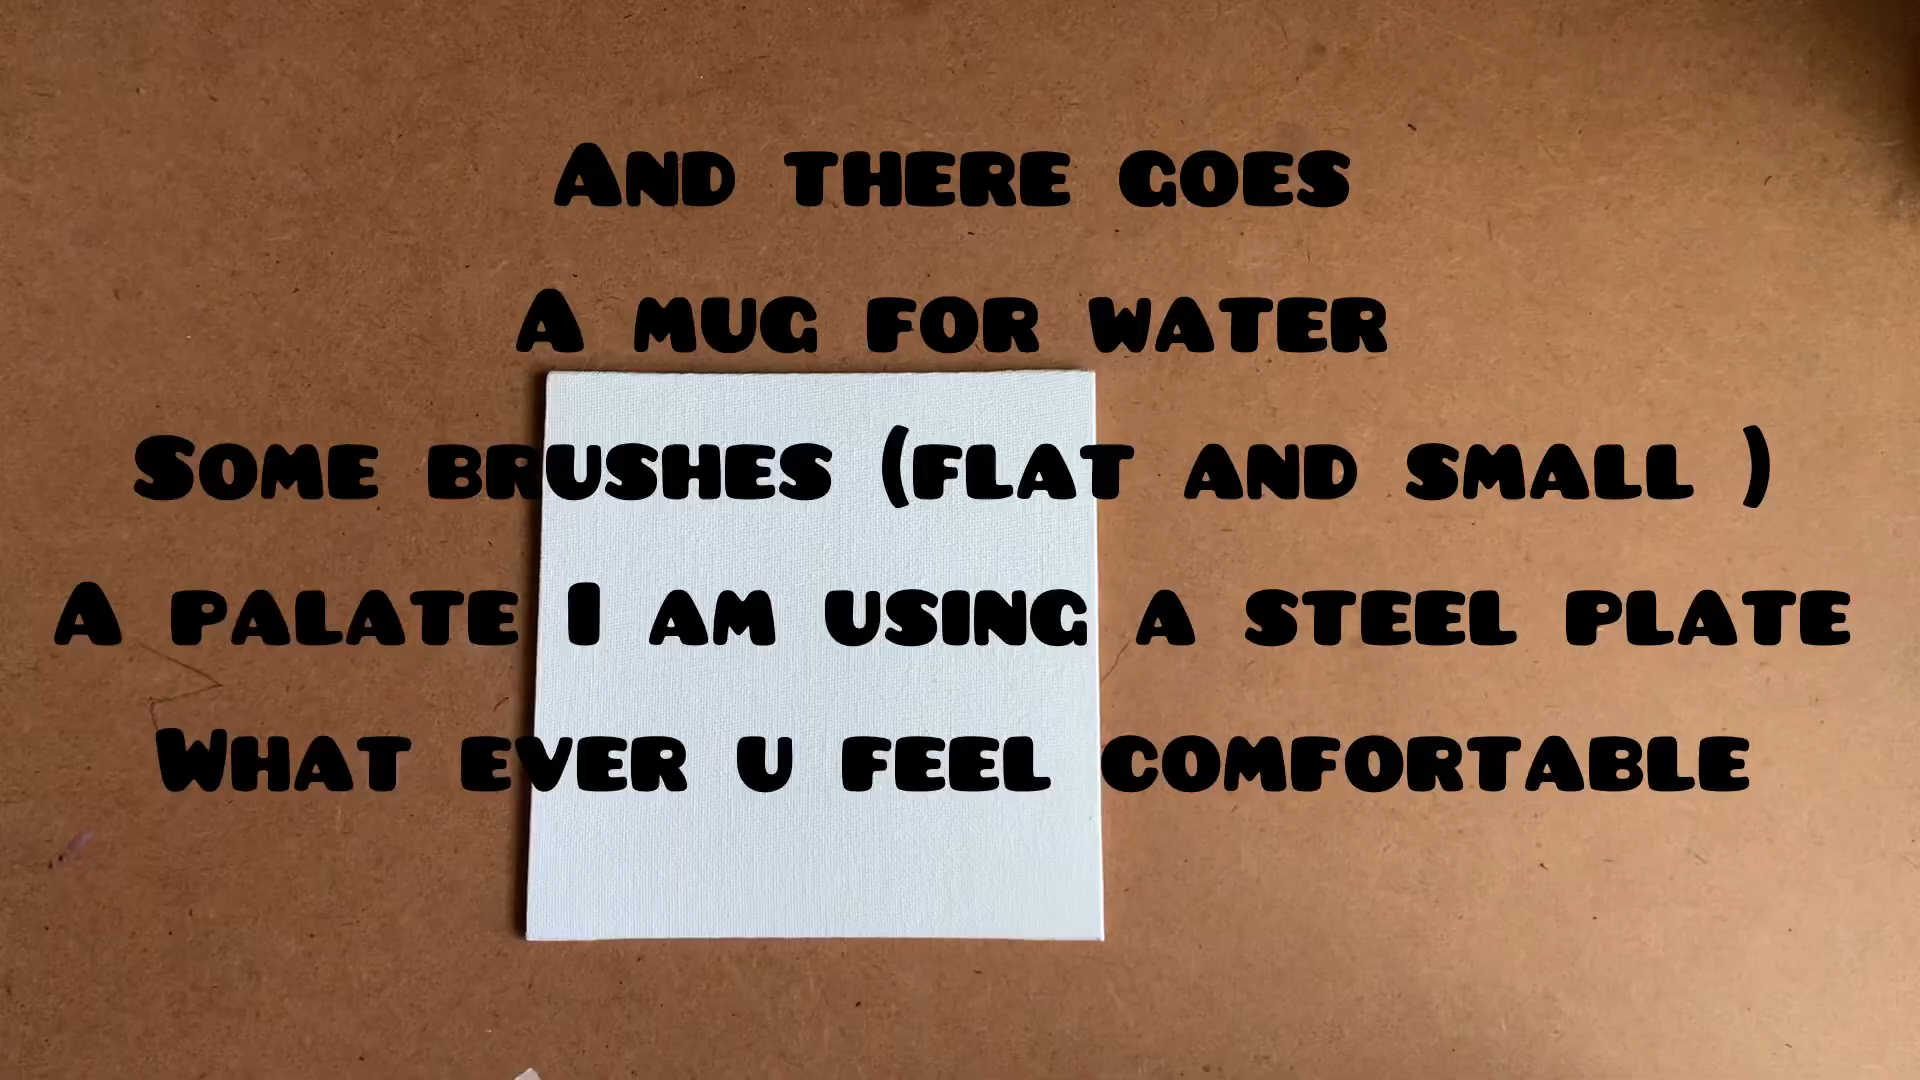 And there goes
A mug for water
Some brushes (flat and small )
A palate I am using a steel plate
What ever u feel comfortable